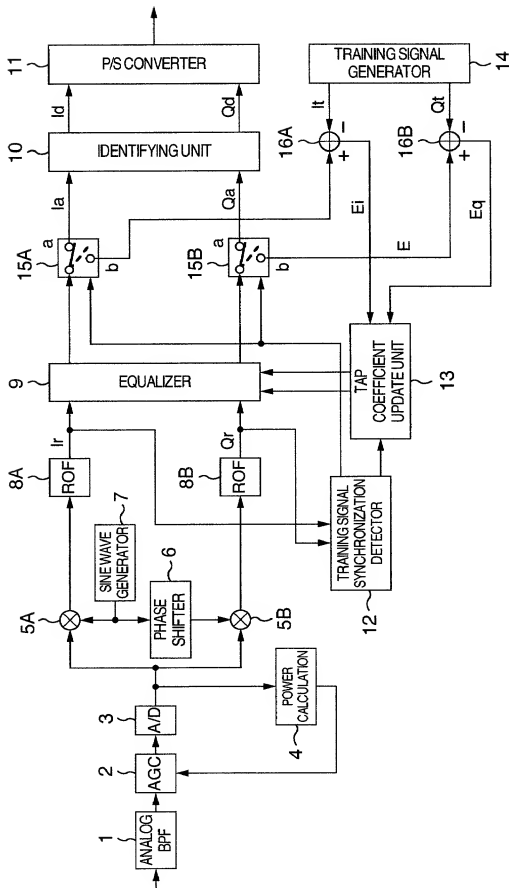 1
ANALOG
BPF
2
AGC
3
A/D
4
POWER
CALCULATION
5A
5B
SINE WAVE
GENERATOR
7
PHASE
SHIFTER
6
8A
ROF
8B
ROF
Ir
Qr
9
EQUALIZER
15A
a
b
15B
a
b
Ia
Qa
10
IDENTIFYING UNIT
Id
Qd
11
P/S CONVERTER
TRAINING SIGNAL
SYNCHRONIZATION
DETECTOR
12
TAP
COEFFICIENT
UPDATE UNIT
13
Ei
E
Eq
16A
+
−
16B
+
−
It
Qt
TRAINING SIGNAL
GENERATOR
14